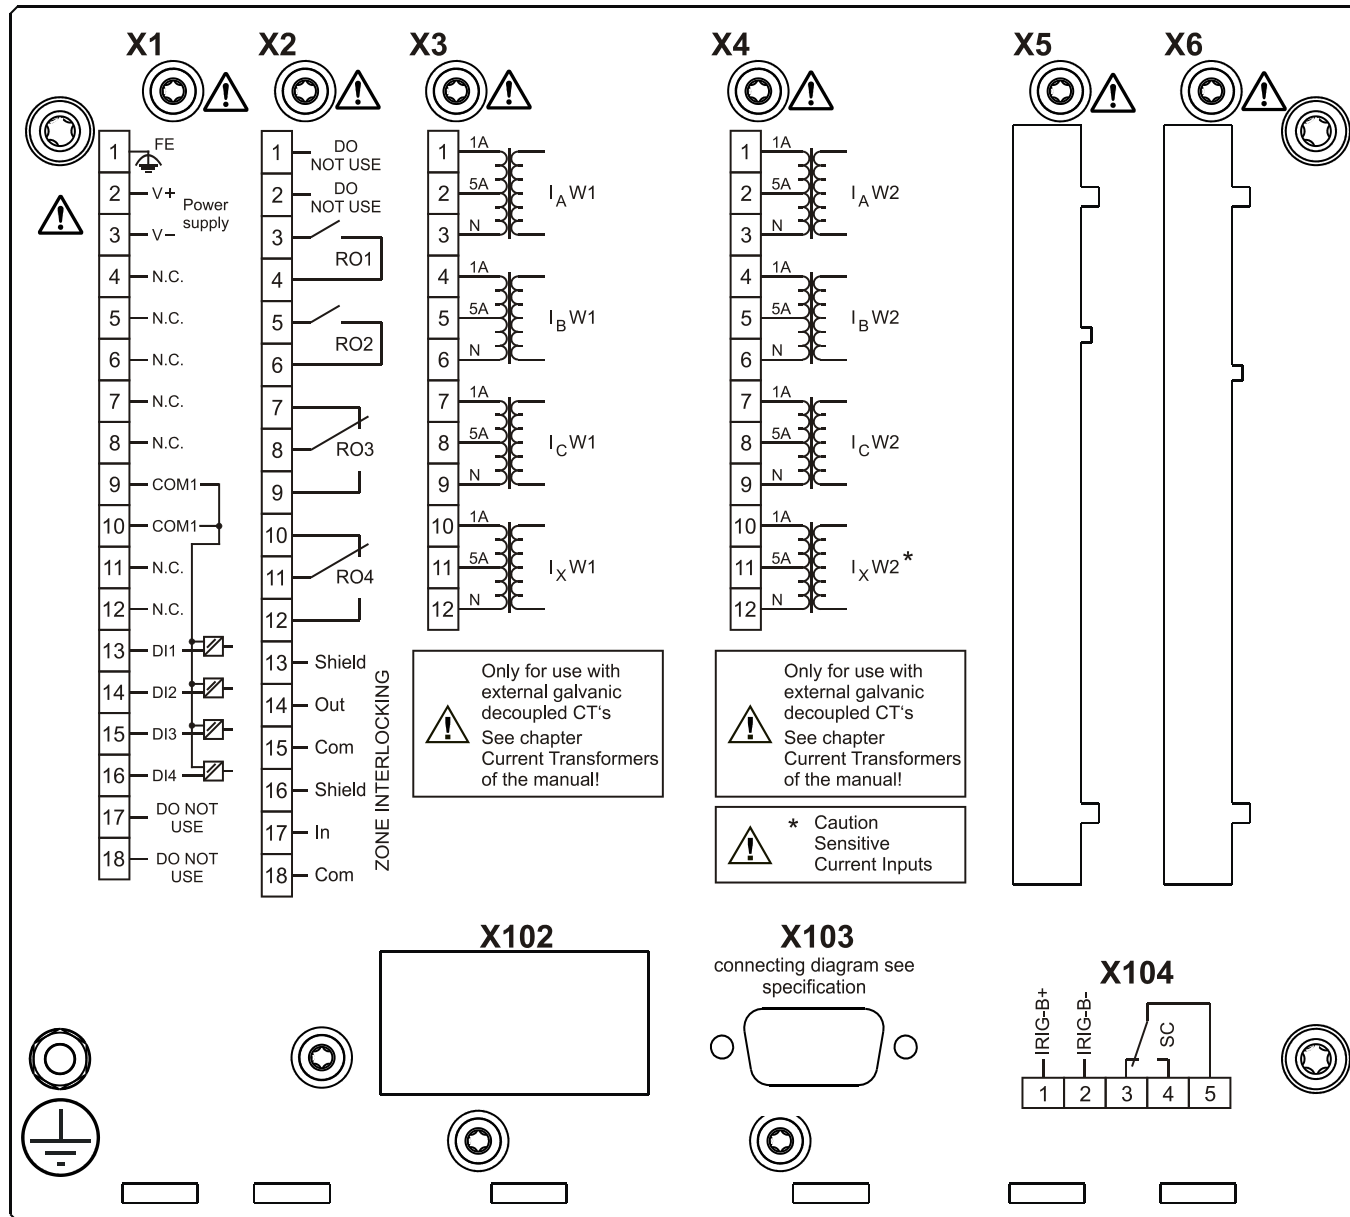 X1
X2
X3
X4
X5
X6
1 FE
2 V+
Power
supply
3 V–
4 N.C.
5 N.C.
6 N.C.
7 N.C.
8 N.C.
9 COM1
10 COM1
11 N.C.
12 N.C.
13 DI1
14 DI2
15 DI3
16 DI4
17 DO NOT
USE
18 DO NOT
USE
1 DO
NOT USE
2 DO
NOT USE
3
RO1
4
5
RO2
6
7
8 RO3
9
10
11 RO4
12
13 Shield
14 Out
15 Com
16 Shield
17 In
18 Com
ZONE INTERLOCKING
1 1A
2 5A IA W1
3 N
4 1A
5 5A IB W1
6 N
7 1A
8 5A IC W1
9 N
10 1A
11 5A IX W1
12 N
Only for use with
external galvanic
decoupled CT‘s
See chapter
Current Transformers
of the manual!
1 1A
2 5A IA W2
3 N
4 1A
5 5A IB W2
6 N
7 1A
8 5A IC W2
9 N
10 1A
11 5A IX W2 *
12 N
Only for use with
external galvanic
decoupled CT‘s
See chapter
Current Transformers
of the manual!
* Caution
Sensitive
Current Inputs
X102
X103
connecting diagram see
specification
X104
IRIG-B+
IRIG-B-
SC
1 2 3 4 5